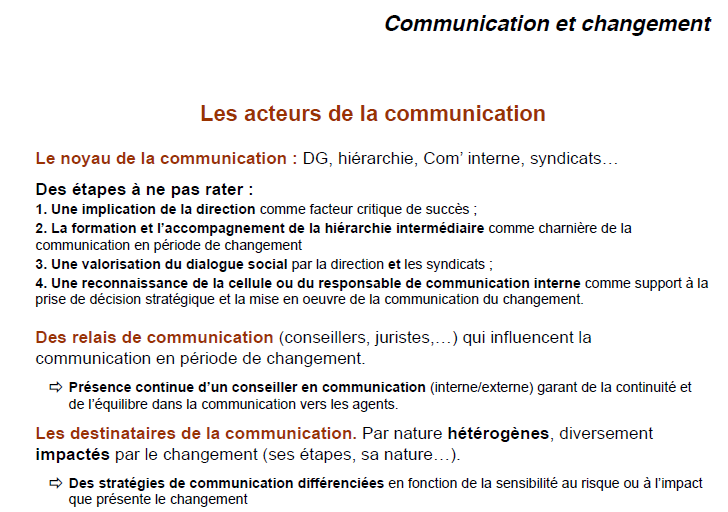 Communication et changement
Les acteurs de la communication
Le noyau de la communication : DG, hiérarchie, Com’ interne, syndicats…
Des étapes à ne pas rater :
1. Une implication de la direction comme facteur critique de succès ;
2. La formation et l’accompagnement de la hiérarchie intermédiaire comme charnière de la
communication en période de changement
3. Une valorisation du dialogue social par la direction et les syndicats ;
4. Une reconnaissance de la cellule ou du responsable de communication interne comme support à la
prise de décision stratégique et la mise en oeuvre de la communication du changement.
Des relais de communication (conseillers, juristes,…) qui influencent la
communication en période de changement.
⇨ Présence continue d’un conseiller en communication (interne/externe) garant de la continuité et
de l’équilibre dans la communication vers les agents.
Les destinataires de la communication. Par nature hétérogènes, diversement
impactés par le changement (ses étapes, sa nature…).
⇨ Des stratégies de communication différenciées en fonction de la sensibilité au risque ou à l’impact
que présente le changement